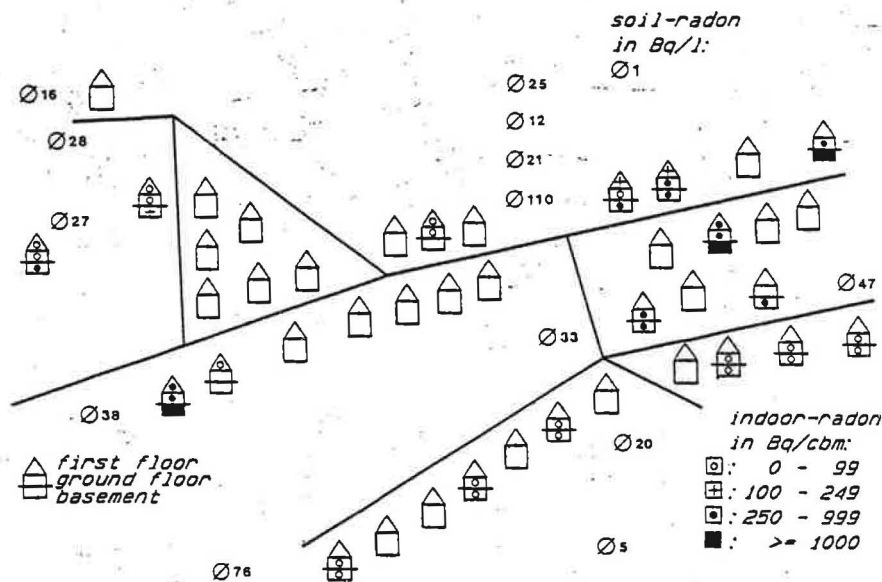 soil-radon
in Bq/l:
Ø1
Ø25
Ø16
Ø12
Ø28
Ø21
Ø110
Ø27
Ø47
Ø33
Ø38
Ø20
indoor-radon
in Bq/cbm:
: 0 - 99
: 100 - 249
: 250 - 999
: >= 1000
first floor
ground floor
basement
Ø5
Ø76